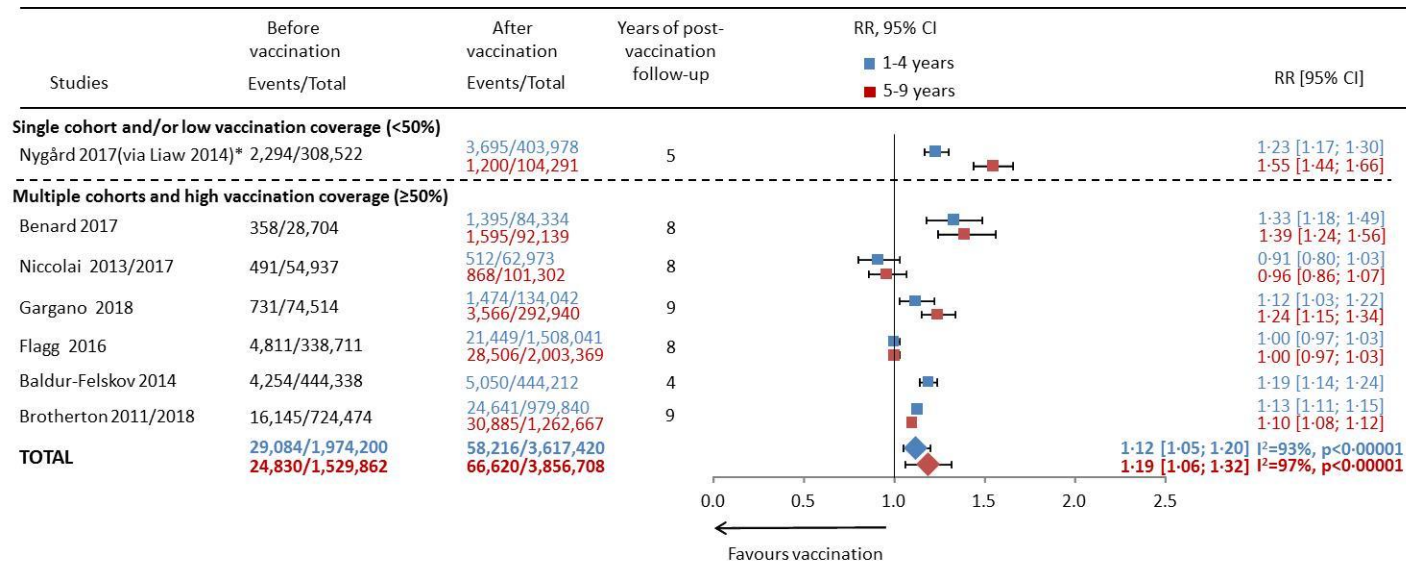 Studies
Before vaccination Events/Total
After vaccination Events/Total
Years of post-vaccination follow-up
RR, 95% CI
1-4 years
5-9 years
RR [95% CI]
Single cohort and/or low vaccination coverage (<50%)
Nygård 2017(via Liaw 2014)* 2,294/308,522 3,695/403,978 5 1·23 [1·17; 1·30]
1,200/104,291 1·55 [1·44; 1·66]
Multiple cohorts and high vaccination coverage (≥50%)
Benard 2017 358/28,704 1,395/84,334 8 1·33 [1·18; 1·49]
1,595/92,139 1·39 [1·24; 1·56]
Niccolai 2013/2017 491/54,937 512/62,973 8 0·91 [0·80; 1·03]
868/101,302 0·96 [0·86; 1·07]
Gargano 2018 731/74,514 1,474/134,042 9 1·12 [1·03; 1·22]
3,566/292,940 1·24 [1·15; 1·34]
Flagg 2016 4,811/338,711 21,449/1,508,041 8 1·00 [0·97; 1·03]
28,506/2,003,369 1·00 [0·97; 1·03]
Baldur-Felskov 2014 4,254/444,338 5,050/444,212 4 1·19 [1·14; 1·24]
Brotherton 2011/2018 16,145/724,474 24,641/979,840 9 1·13 [1·11; 1·15]
30,885/1,262,667 1·10 [1·08; 1·12]
TOTAL 29,084/1,974,200 58,216/3,617,420 1·12 [1·05; 1·20] I²=93%, p<0·00001
24,830/1,529,862 66,620/3,856,708 1·19 [1·06; 1·32] I²=97%, p<0·00001
0.0 0.5 1.0 1.5 2.0 2.5
Favours vaccination